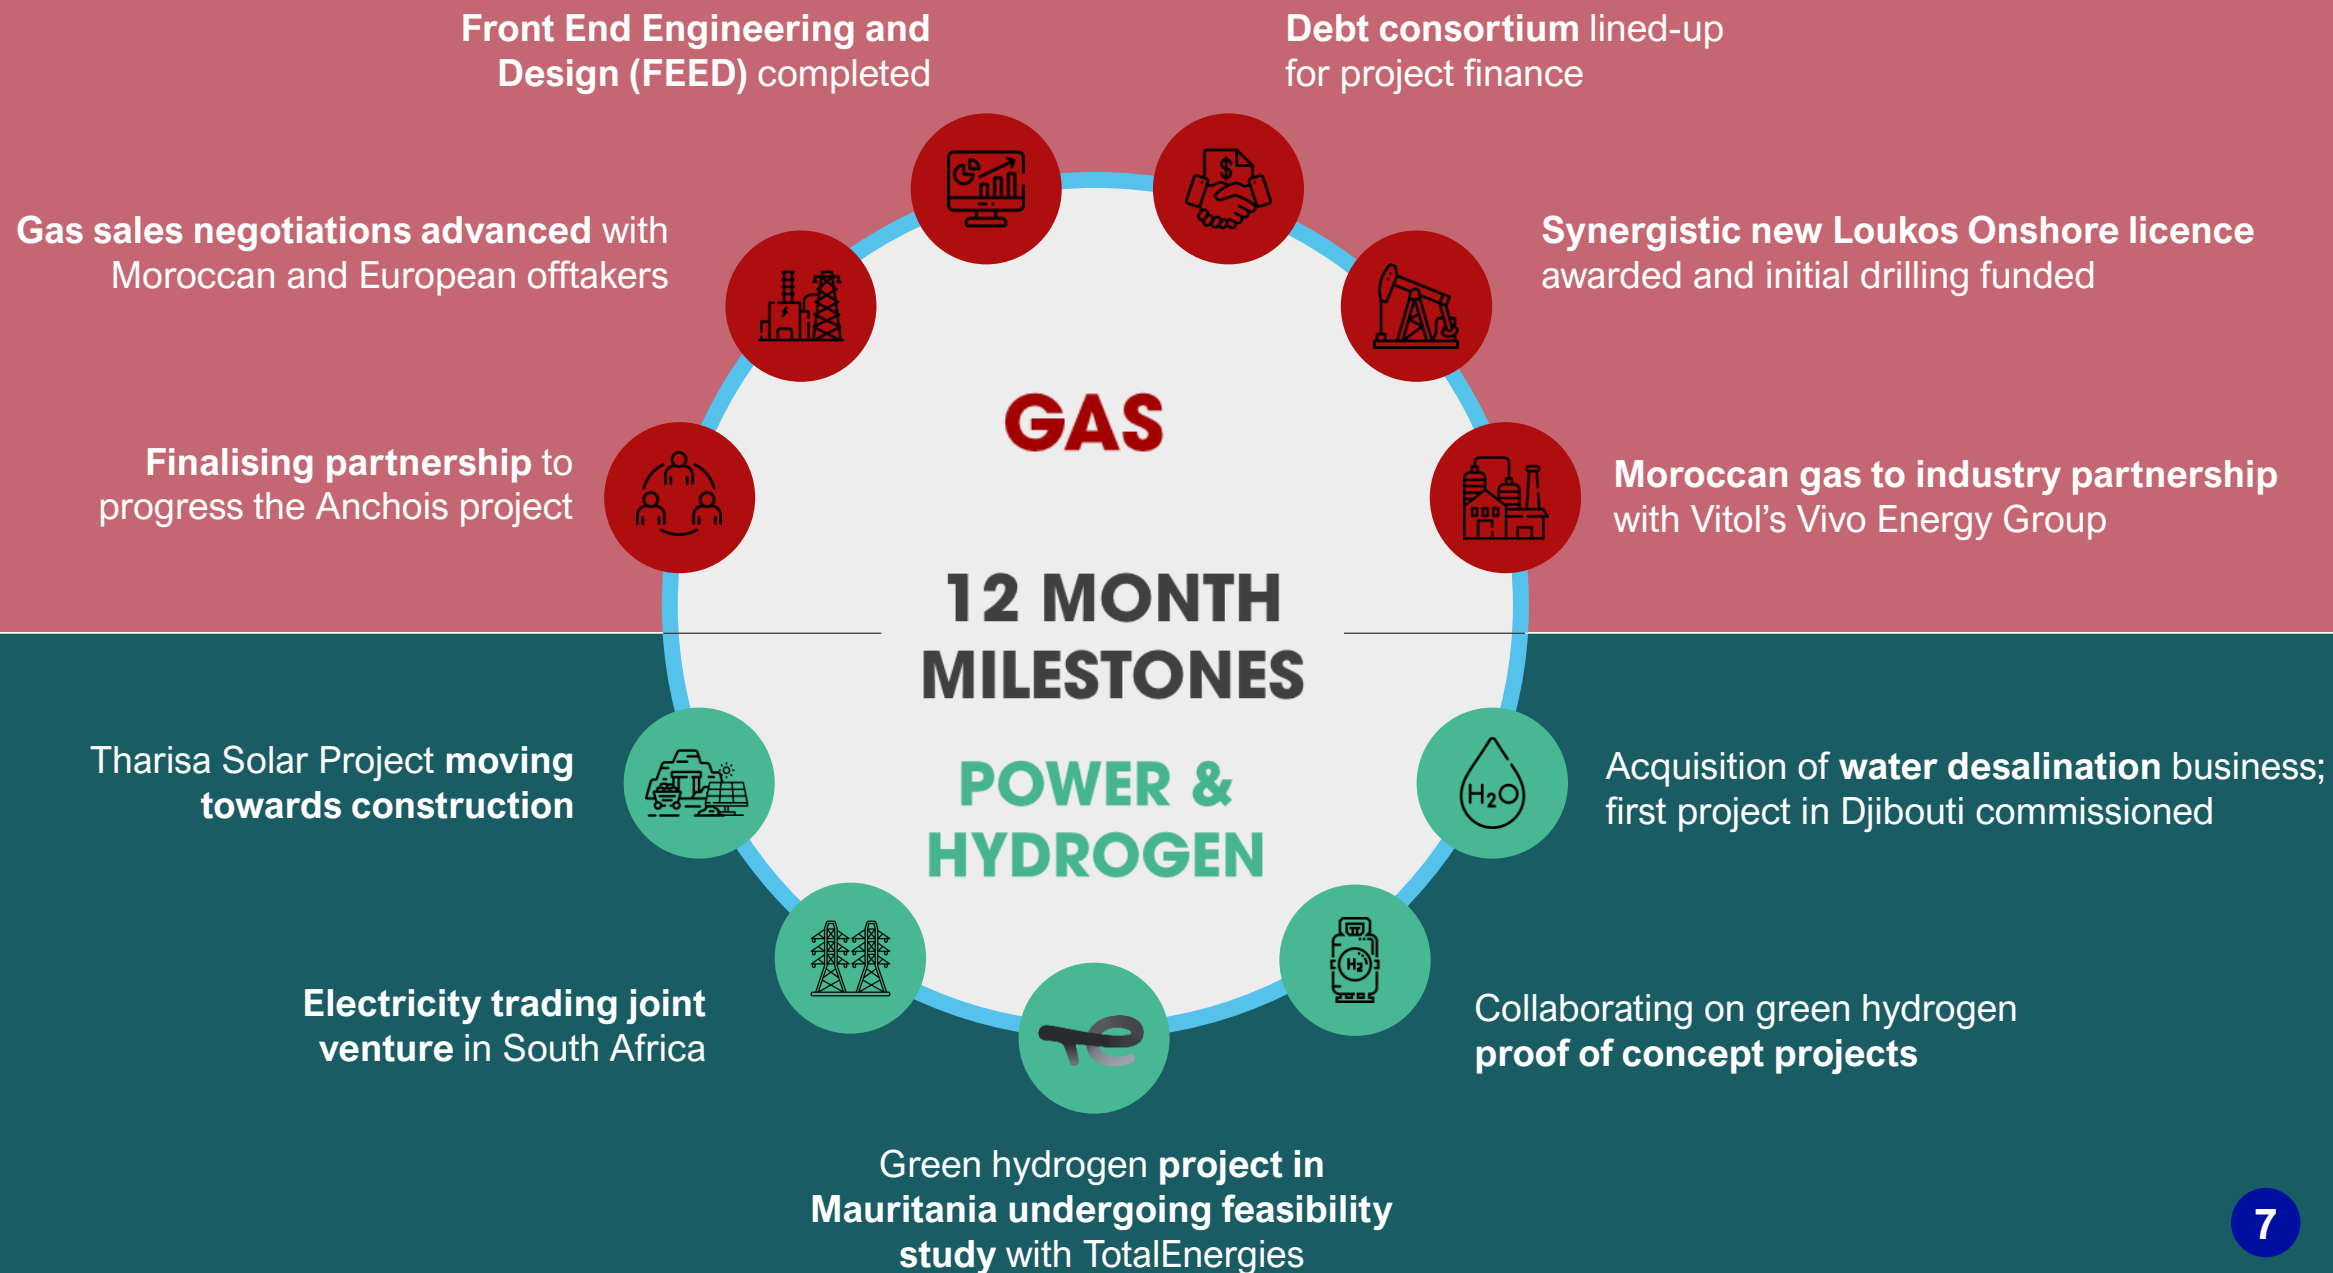 Front End Engineering and
Design (FEED) completed
Debt consortium lined-up
for project finance
Gas sales negotiations advanced with
Moroccan and European offtakers
Synergistic new Loukos Onshore licence
awarded and initial drilling funded
Finalising partnership to
progress the Anchois project
Moroccan gas to industry partnership
with Vitol's Vivo Energy Group
$
GAS
12 MONTH
MILESTONES
POWER &
HYDROGEN
Tharisa Solar Project moving
towards construction
H₂O
Acquisition of water desalination business;
first project in Djibouti commissioned
Electricity trading joint
venture in South Africa
H₂
Collaborating on green hydrogen
proof of concept projects
Green hydrogen project in
Mauritania undergoing feasibility
study with TotalEnergies
7